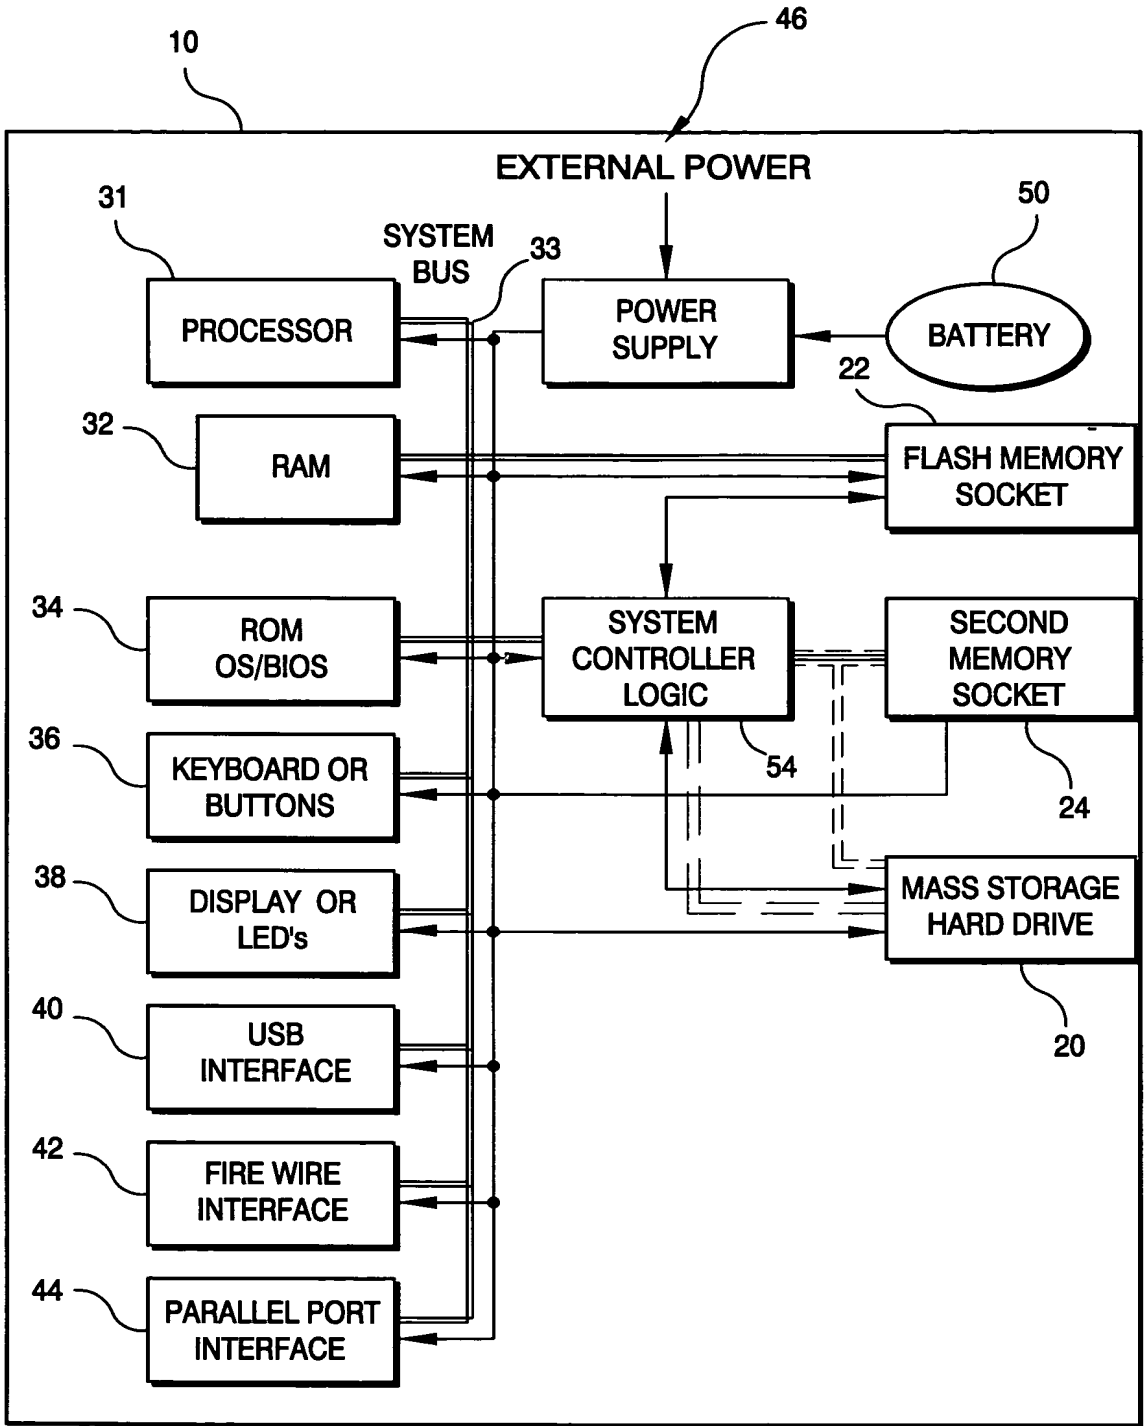 46
10
EXTERNAL POWER
31
50
SYSTEM
BUS
33
PROCESSOR
POWER
SUPPLY
BATTERY
22
32
RAM
FLASH MEMORY
SOCKET
34
ROM
OS/BIOS
SYSTEM
CONTROLLER
LOGIC
SECOND
MEMORY
SOCKET
36
KEYBOARD OR
BUTTONS
54
24
38
DISPLAY OR
LED's
MASS STORAGE
HARD DRIVE
40
USB
INTERFACE
20
42
FIRE WIRE
INTERFACE
44
PARALLEL PORT
INTERFACE